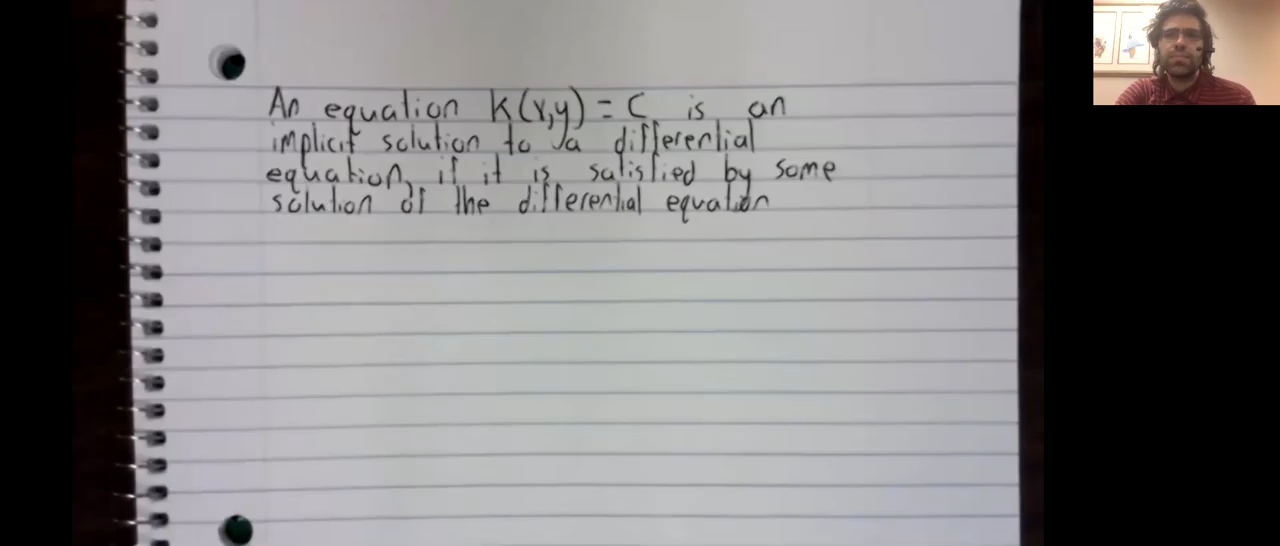 An equation K(x,y) = C is an
implicit solution to a differential
equation, if it is satisfied by some
solution of the differential equation